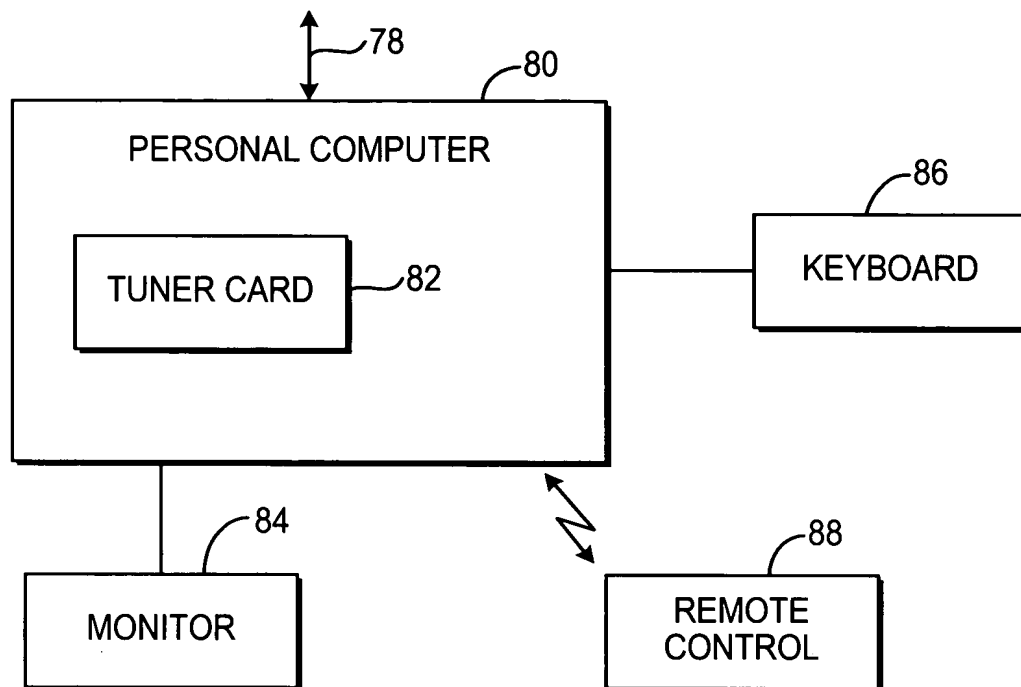 78
80
PERSONAL COMPUTER
86
KEYBOARD
TUNER CARD
82
84
MONITOR
88
REMOTE
CONTROL